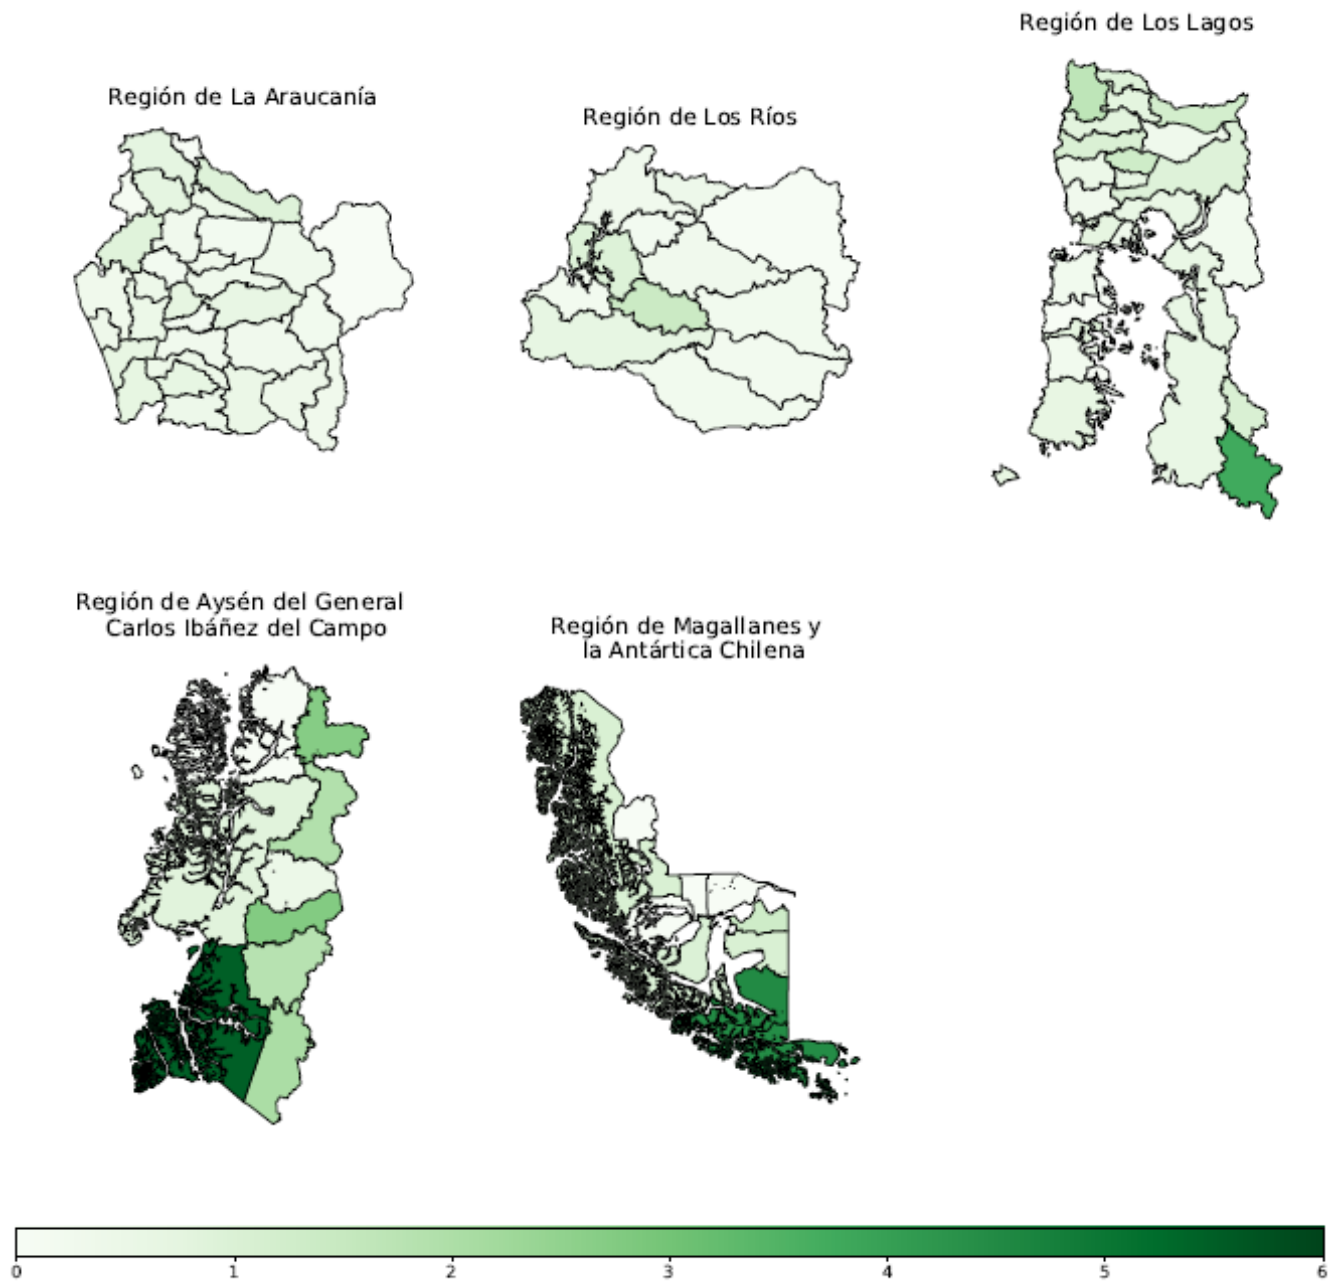 Región de Los Lagos
Región de La Araucanía
Región de Los Ríos
Región de Aysén del General
Carlos Ibáñez del Campo
Región de Magallanes y
la Antártica Chilena
0 1 2 3 4 5 6